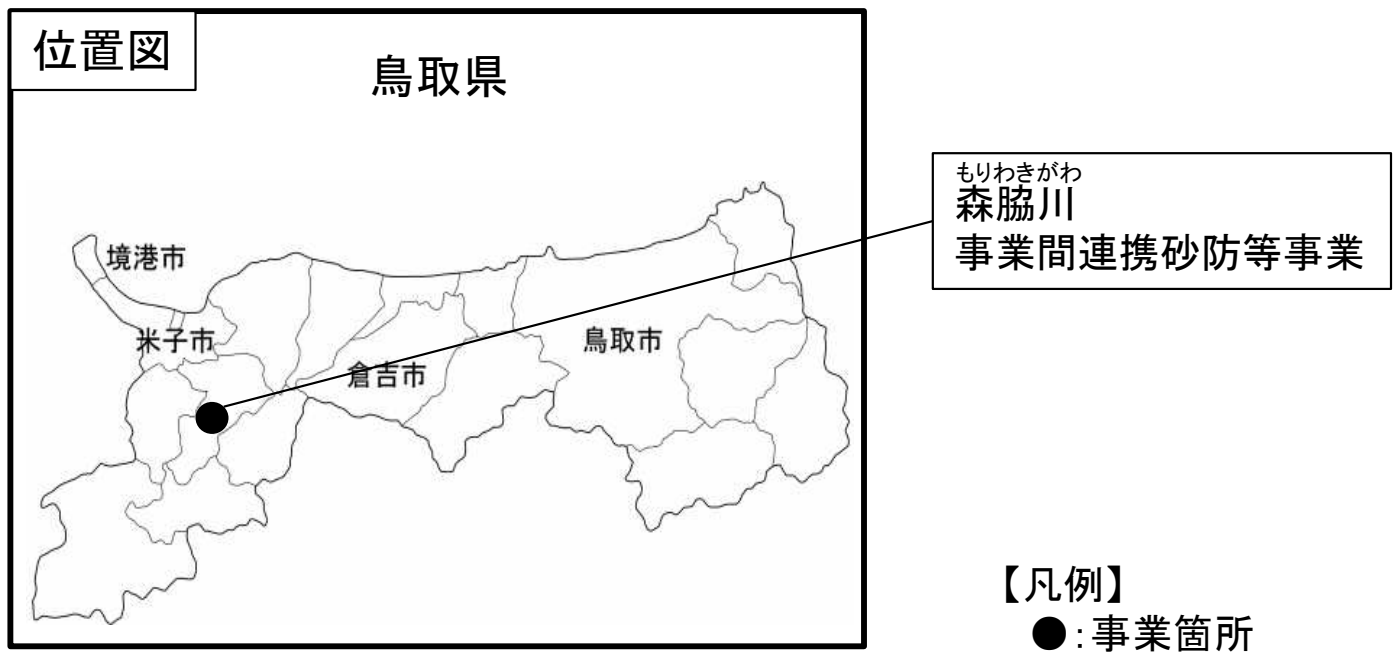 位置図
鳥取県
境港市
米子市
倉吉市
鳥取市
もりわきがわ
森脇川
事業間連携砂防等事業
【凡例】
●:事業箇所